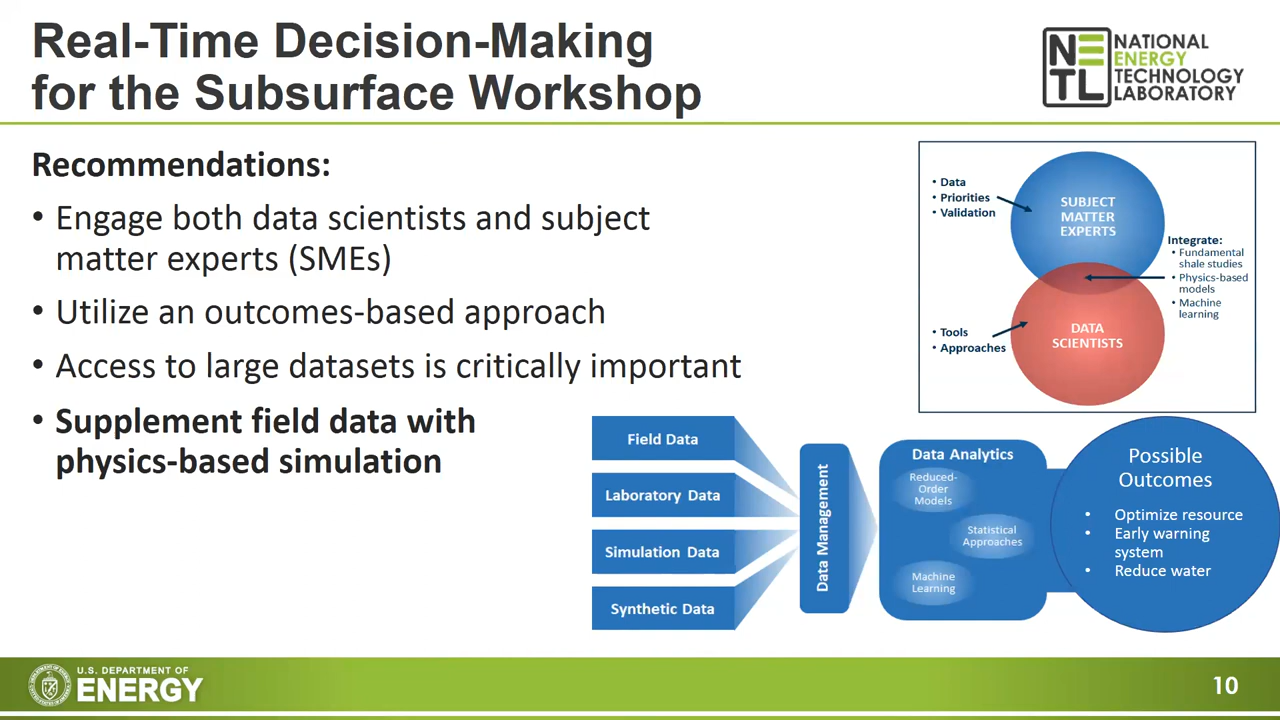 Real-Time Decision-Making
for the Subsurface Workshop
NATIONAL
ENERGY
TECHNOLOGY
LABORATORY
NE
TL
Recommendations:
• Engage both data scientists and subject
matter experts (SMEs)
• Utilize an outcomes-based approach
• Access to large datasets is critically important
• Supplement field data with
physics-based simulation
• Data
• Priorities
• Validation
SUBJECT
MATTER
EXPERTS
Integrate:
• Fundamental
shale studies
• Physics-based
models
• Machine
learning
• Tools
• Approaches
DATA
SCIENTISTS
Field Data
Laboratory Data
Simulation Data
Synthetic Data
Data Management
Data Analytics
Reduced-
Order
Models
Statistical
Approaches
Machine
Learning
Possible
Outcomes
• Optimize resource
• Early warning
system
• Reduce water
U.S. DEPARTMENT OF
ENERGY
10